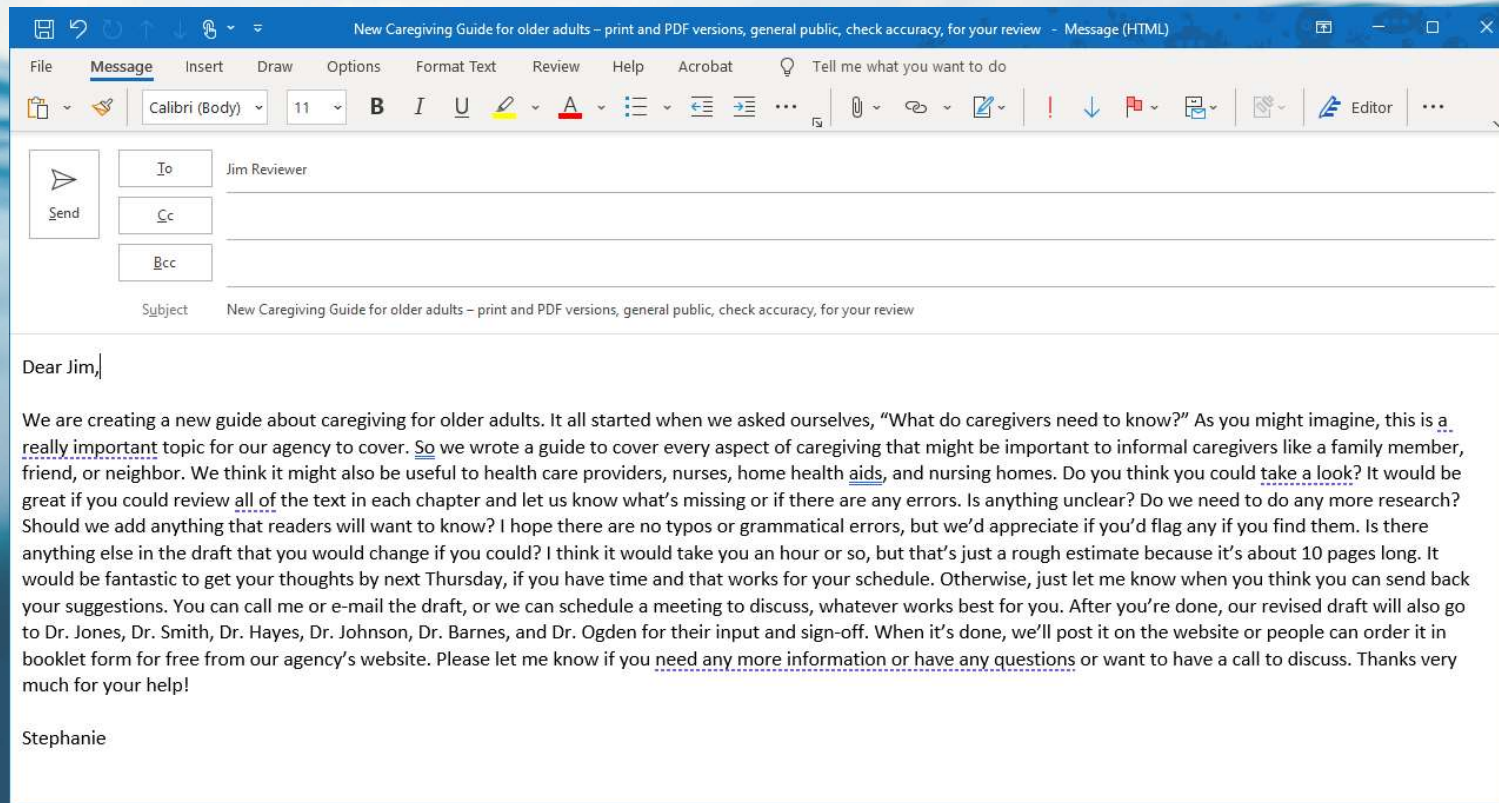 New Caregiving Guide for older adults – print and PDF versions, general public, check accuracy, for your review - Message (HTML)
File Message Insert Draw Options Format Text Review Help Acrobat Tell me what you want to do
Calibri (Body) 11 B I U A Editor
To Jim Reviewer
Send
Cc
Bcc
Subject New Caregiving Guide for older adults – print and PDF versions, general public, check accuracy, for your review
Dear Jim,
We are creating a new guide about caregiving for older adults. It all started when we asked ourselves, “What do caregivers need to know?” As you might imagine, this is a
really important topic for our agency to cover. So we wrote a guide to cover every aspect of caregiving that might be important to informal caregivers like a family member,
friend, or neighbor. We think it might also be useful to health care providers, nurses, home health aids, and nursing homes. Do you think you could take a look? It would be
great if you could review all of the text in each chapter and let us know what’s missing or if there are any errors. Is anything unclear? Do we need to do any more research?
Should we add anything that readers will want to know? I hope there are no typos or grammatical errors, but we’d appreciate if you’d flag any if you find them. Is there
anything else in the draft that you would change if you could? I think it would take you an hour or so, but that’s just a rough estimate because it’s about 10 pages long. It
would be fantastic to get your thoughts by next Thursday, if you have time and that works for your schedule. Otherwise, just let me know when you think you can send back
your suggestions. You can call me or e-mail the draft, or we can schedule a meeting to discuss, whatever works best for you. After you’re done, our revised draft will also go
to Dr. Jones, Dr. Smith, Dr. Hayes, Dr. Johnson, Dr. Barnes, and Dr. Ogden for their input and sign-off. When it’s done, we’ll post it on the website or people can order it in
booklet form for free from our agency’s website. Please let me know if you need any more information or have any questions or want to have a call to discuss. Thanks very
much for your help!
Stephanie